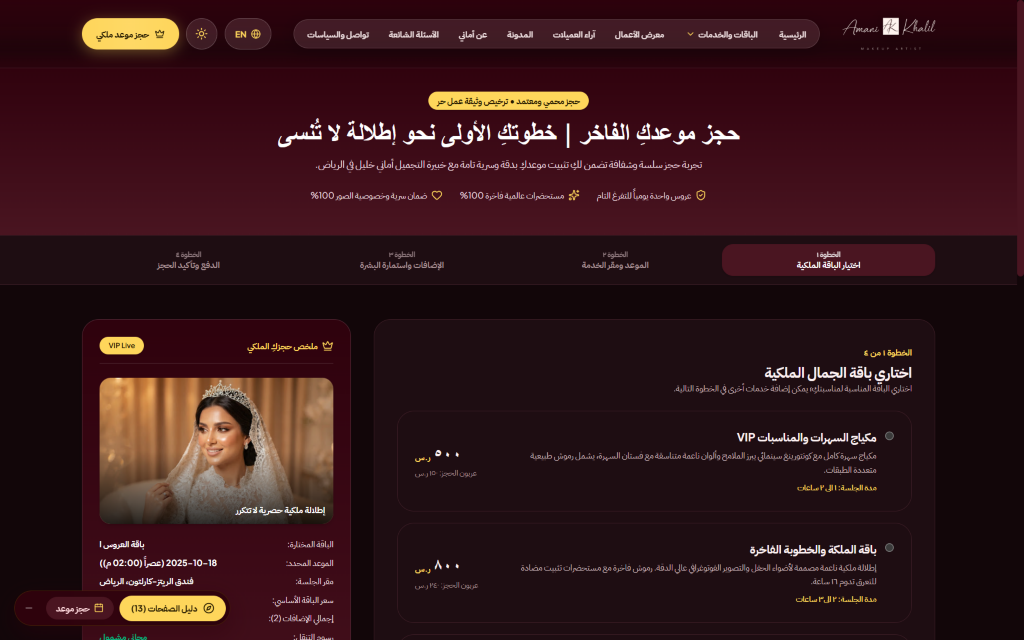 Amani AK Khalil
MAKEUP ARTIST
الرئيسية
الباقات والخدمات
معرض الأعمال
آراء العميلات
المدونة
عن أماني
الأسئلة الشائعة
تواصل والسياسات
EN
حجز موعد ملكي
حجز محمي ومعتمد • ترخيص وثيقة عمل حر
حجز موعدكِ الفاخر | خطوتكِ الأولى نحو إطلالة لا تُنسى
تجربة حجز سلسة وشفافة تضمن لكِ تثبيت موعدكِ بدقة وسرية تامة مع خبيرة التجميل أماني خليل في الرياض.
عروس واحدة يومياً للتفرغ التام
مستحضرات عالمية فاخرة 100%
ضمان سرية وخصوصية الصور 100%
الخطوة ١
اختيار الباقة الملكية
الخطوة ٢
الموعد ومقر الخدمة
الخطوة ٣
الإضافات واستمارة البشرة
الخطوة ٤
الدفع وتأكيد الحجز
الخطوة ١ من ٤
اختاري باقة الجمال الملكية
اختاري الباقة المناسبة لمناسبتكِ؛ يمكن إضافة خدمات أخرى في الخطوة التالية.
مكياج السهرات والمناسبات VIP
مكياج سهرة كامل مع كونتورينغ سينمائي يبرز الملامح وألوان ناعمة متناسقة مع فستان السهرة، يشمل رموش طبيعية
متعددة الطبقات.
مدة الجلسة: ١ إلى ٢ ساعات
٥٠٠ ر.س
عربون الحجز: ١٥٠ ر.س
باقة الملكة والخطوبة الفاخرة
إطلالة ملكية ناعمة مصممة لأضواء الحفل والتصوير الفوتوغرافي عالي الدقة. رموش فاخرة مع مستحضرات تثبيت مضادة
للتعرق تدوم ١٦ ساعة.
مدة الجلسة: ٢ إلى ٣ ساعات
٨٠٠ ر.س
عربون الحجز: ٢٤٠ ر.س
ملخص حجزكِ الملكي
VIP Live
إطلالة ملكية حصرية لا تتكرر
الباقة المختارة:
باقة العروس ا
الموعد المحدد:
2025-10-18 (عصراً (02:00 م))
مقر الجلسة:
فندق الريتز-كارلتون، الرياض
سعر الباقة الأساسي:
إجمالي الإضافات (2):
رسوم التنقل:
مجاني مشمول
دليل الصفحات (13)
حجز موعد